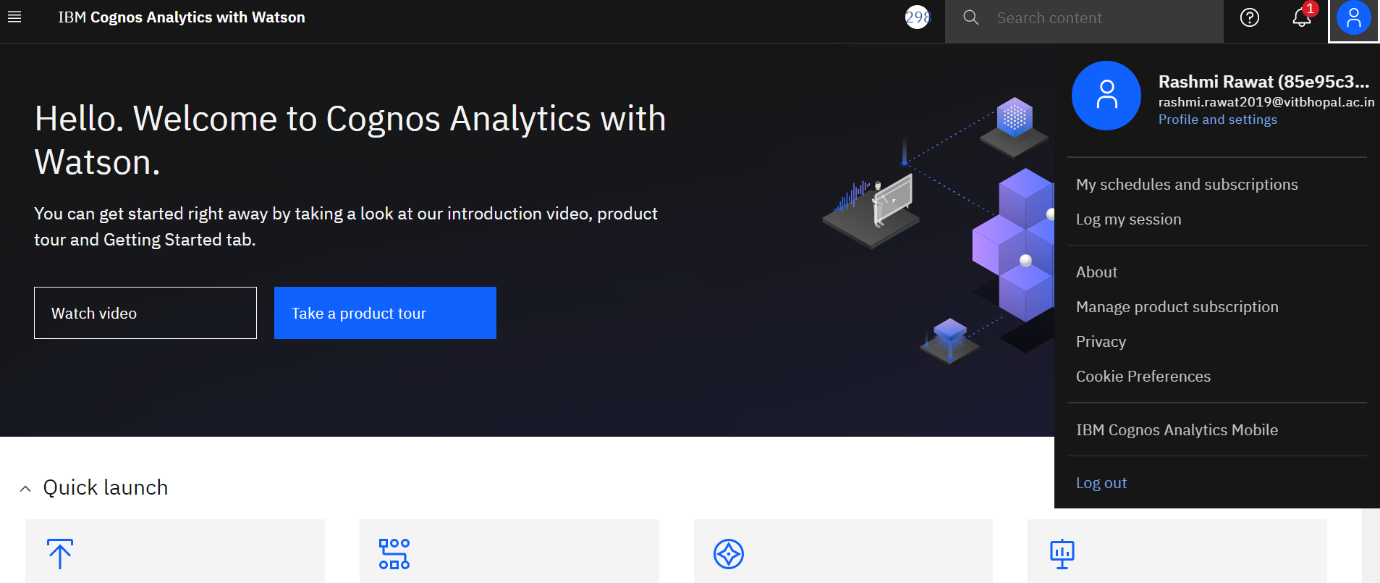 IBM Cognos Analytics with Watson
298
Search content
1
Hello. Welcome to Cognos Analytics with
Watson.
You can get started right away by taking a look at our introduction video, product
tour and Getting Started tab.
Watch video
Take a product tour
Rashmi Rawat (85e95c3...
rashmi.rawat2019@vitbhopal.ac.in
Profile and settings
My schedules and subscriptions
Log my session
About
Manage product subscription
Privacy
Cookie Preferences
IBM Cognos Analytics Mobile
Log out
Quick launch